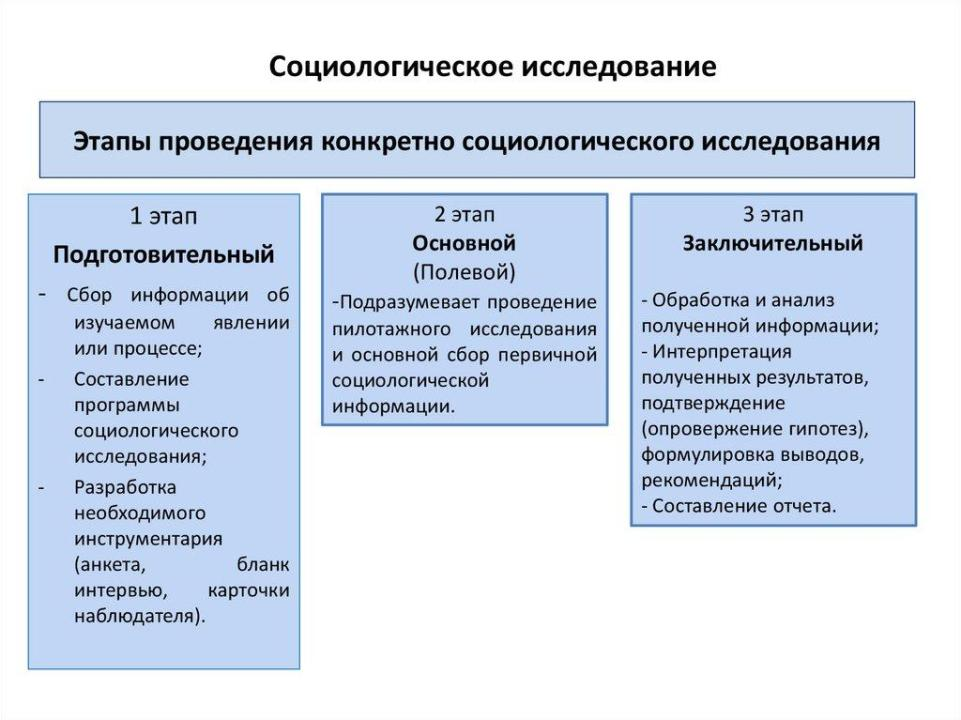 Социологическое исследование
Этапы проведения конкретно социологического исследования
1 этап
Подготовительный
- Сбор информации об
изучаемом явлении
или процессе;
- Составление
программы
социологического
исследования;
- Разработка
необходимого
инструментария
(анкета, бланк
интервью, карточки
наблюдателя).
2 этап
Основной
(Полевой)
-Подразумевает проведение
пилотажного исследования
и основной сбор первичной
социологической
информации.
3 этап
Заключительный
- Обработка и анализ
полученной информации;
- Интерпретация
полученных результатов,
подтверждение
(опровержение гипотез),
формулировка выводов,
рекомендаций;
- Составление отчета.